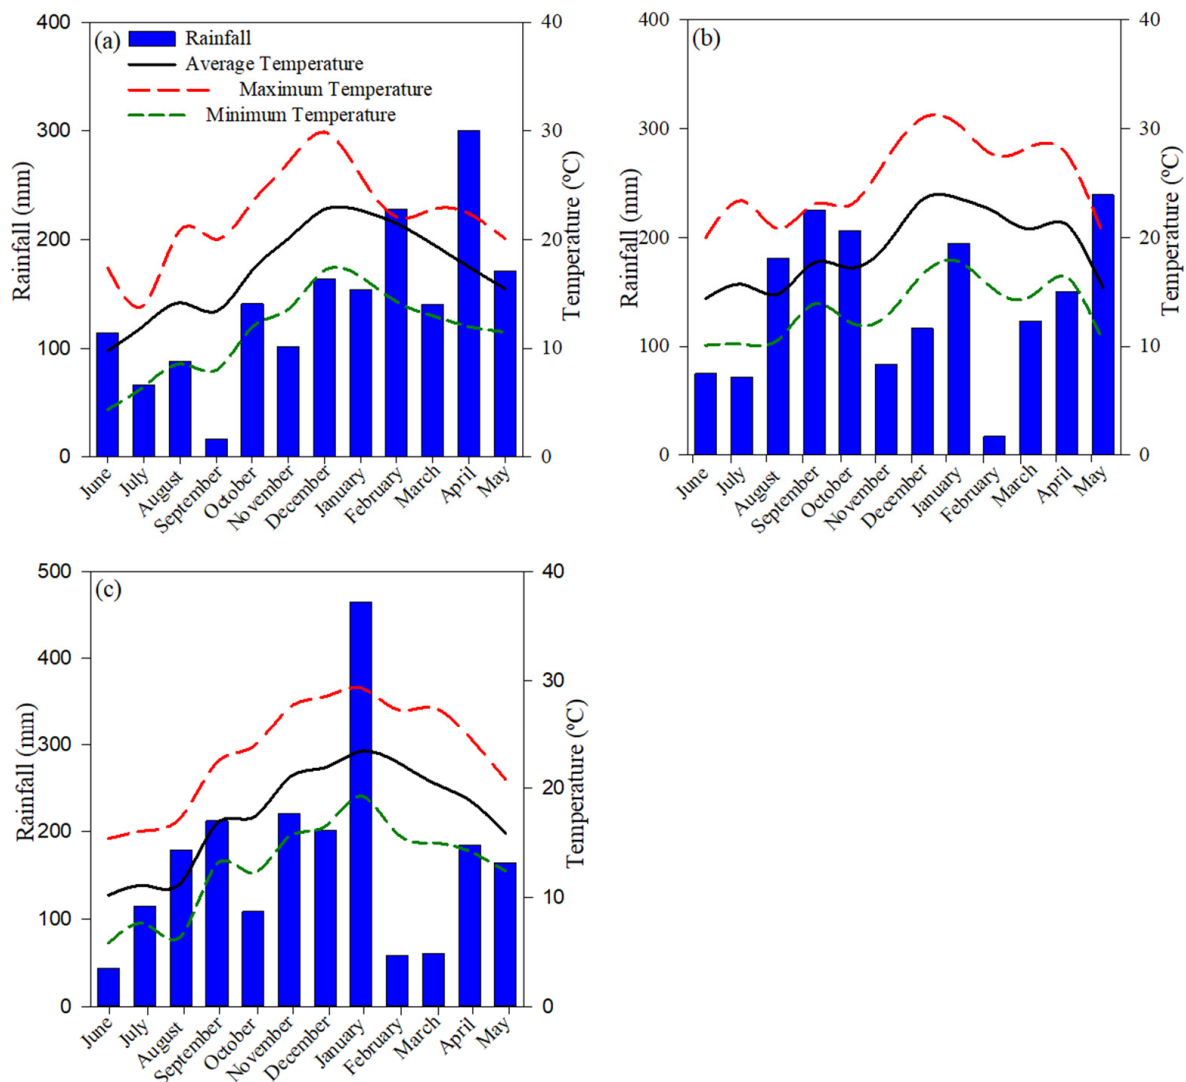 (a)
Rainfall
Average Temperature
Maximum Temperature
Minimum Temperature
400
300
200
100
0
Rainfall (mm)
40
30
20
10
0
Temperature (ºC)
June
July
August
September
October
November
December
January
February
March
April
May
(b)
400
300
200
100
0
Rainfall (mm)
40
30
20
10
0
Temperature (ºC)
June
July
August
September
October
November
December
January
February
March
April
May
(c)
500
400
300
200
100
0
Rainfall (mm)
40
30
20
10
0
Temperature (ºC)
June
July
August
September
October
November
December
January
February
March
April
May